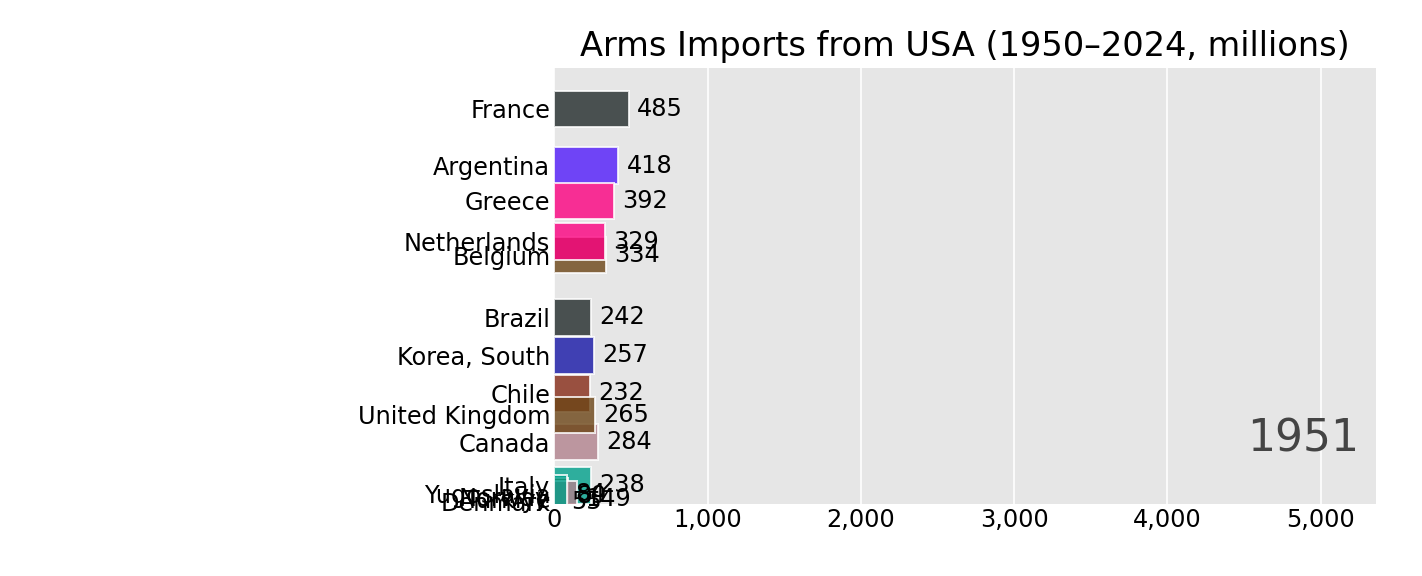 Arms Imports from USA (1950–2024, millions)
France 485
Argentina 418
Greece 392
Netherlands 329
Belgium 334
Brazil 242
Korea, South 257
Chile 232
United Kingdom 265
Canada 284
1951
Italy 238
Denmark
0 1,000 2,000 3,000 4,000 5,000